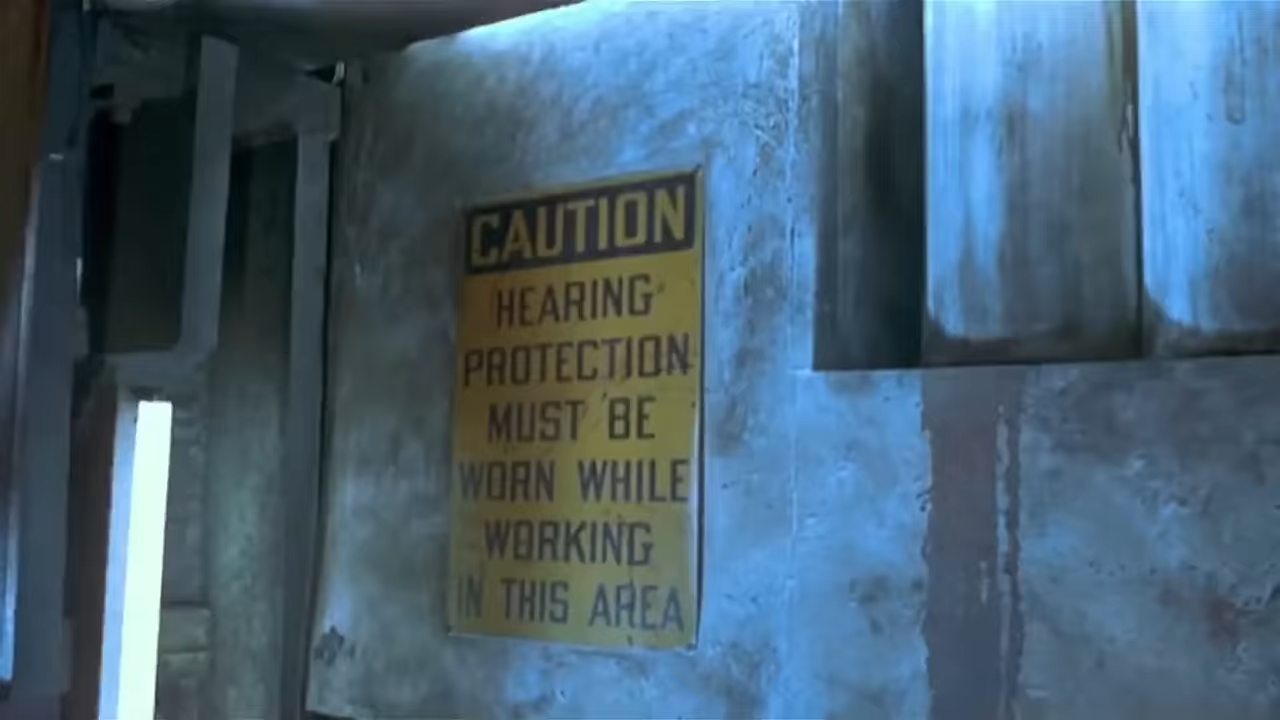 CAUTION
HEARING
PROTECTION
MUST BE
WORN WHILE
WORKING
IN THIS AREA